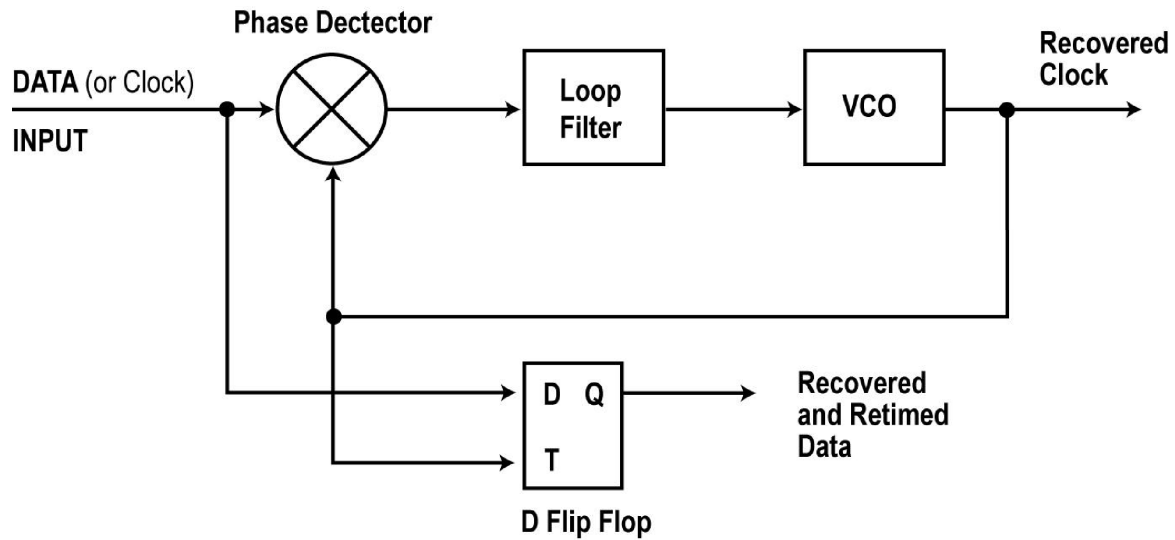 Phase Dectector
DATA (or Clock)
INPUT
Loop
Filter
VCO
Recovered
Clock
D Q
T
D Flip Flop
Recovered
and Retimed
Data